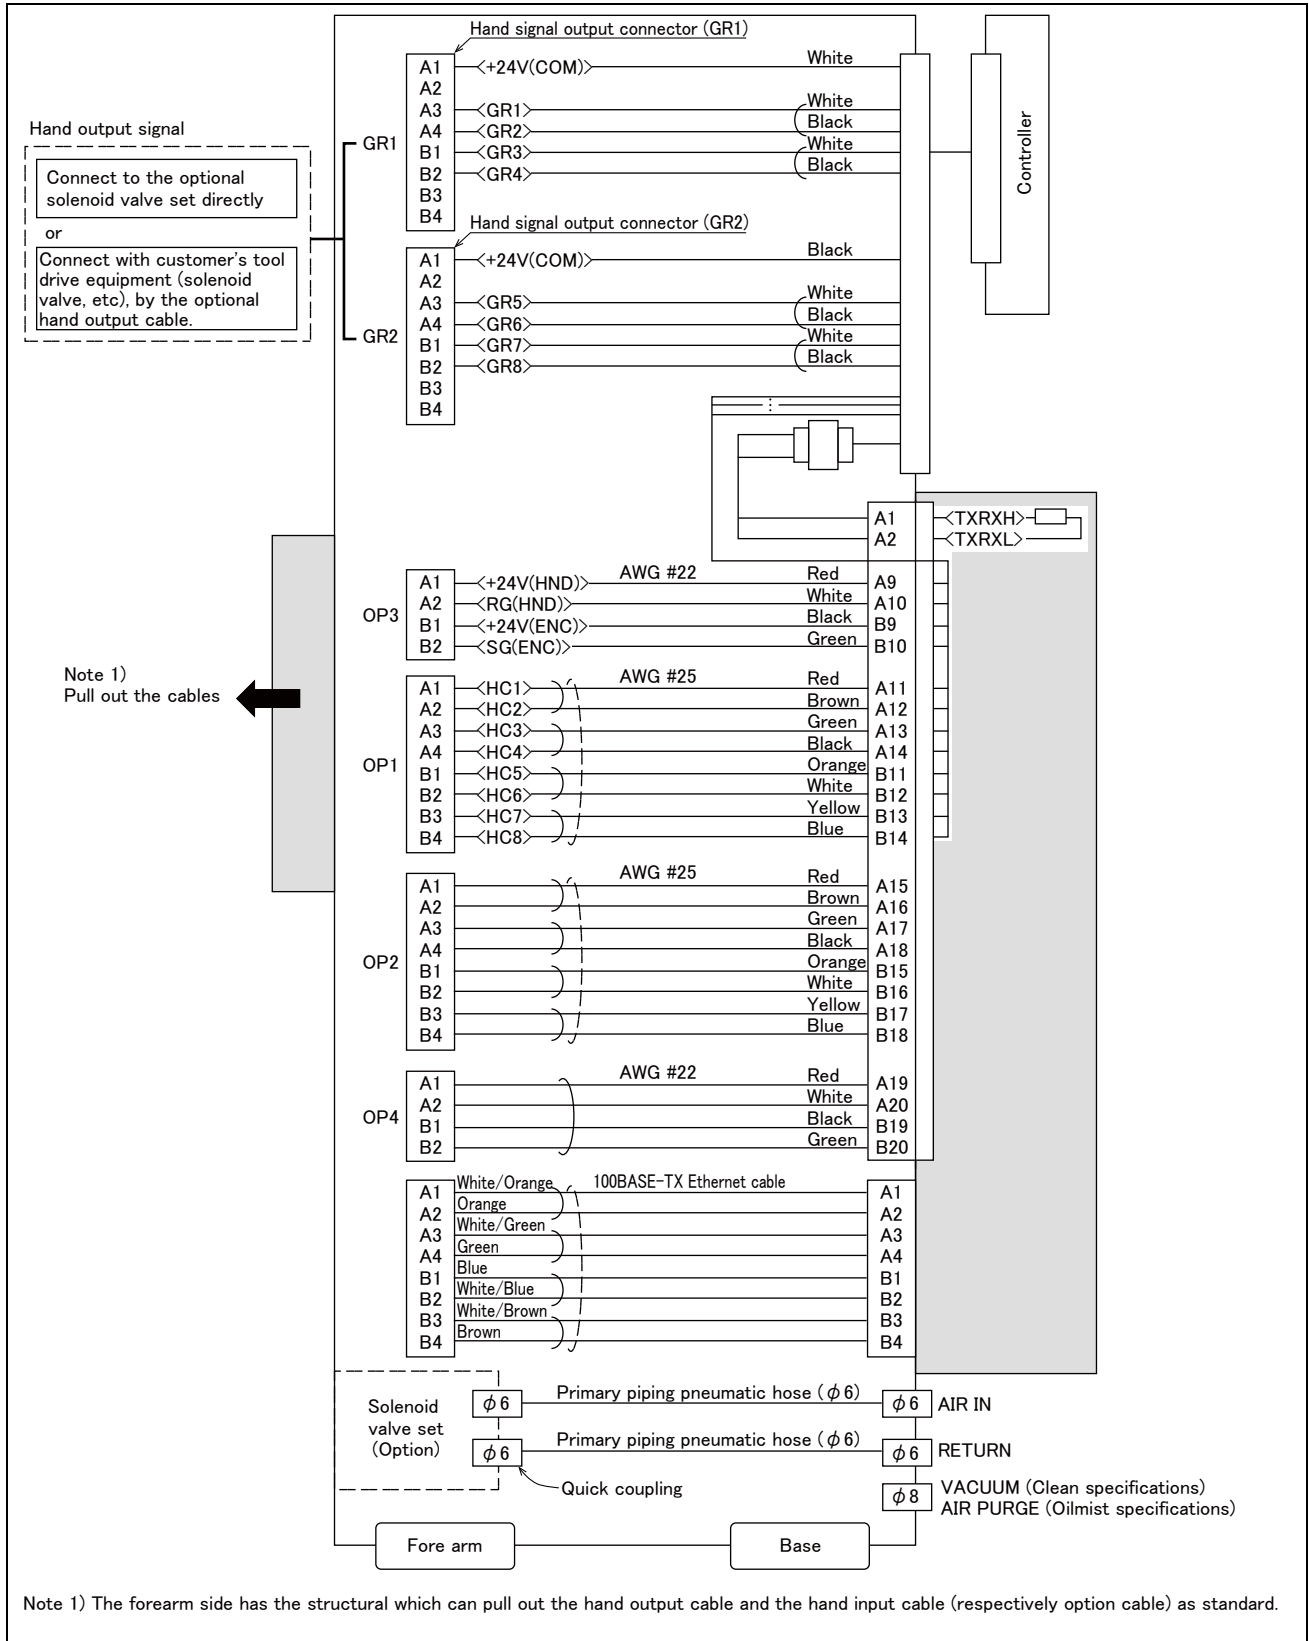 Hand signal output connector (GR1)
A1 <+24V(COM)> White
A2
A3 <GR1> White
A4 <GR2> Black
B1 <GR3> White
B2 <GR4> Black
B3
B4
GR1
Hand output signal
Connect to the optional
solenoid valve set directly
or
Connect with customer's tool
drive equipment (solenoid
valve, etc), by the optional
hand output cable.
Controller
Hand signal output connector (GR2)
A1 <+24V(COM)> Black
A2
A3 <GR5> White
A4 <GR6> Black
B1 <GR7> White
B2 <GR8> Black
B3
B4
GR2
A1 <TXRXH>
A2 <TXRXL>
OP3
AWG #22
A1 <+24V(HND)> Red A9
A2 <RG(HND)> White A10
B1 <+24V(ENC)> Black B9
B2 <SG(ENC)> Green B10
Note 1)
Pull out the cables
OP1
AWG #25
A1 <HC1> Red A11
A2 <HC2> Brown A12
A3 <HC3> Green A13
A4 <HC4> Black A14
B1 <HC5> Orange B11
B2 <HC6> White B12
B3 <HC7> Yellow B13
B4 <HC8> Blue B14
OP2
AWG #25
A1 Red A15
A2 Brown A16
A3 Green A17
A4 Black A18
B1 Orange B15
B2 White B16
B3 Yellow B17
B4 Blue B18
OP4
AWG #22
A1 Red A19
A2 White A20
B1 Black B19
B2 Green B20
100BASE-TX Ethernet cable
A1 White/Orange A1
A2 Orange A2
A3 White/Green A3
A4 Green A4
B1 Blue B1
B2 White/Blue B2
B3 White/Brown B3
B4 Brown B4
Solenoid
valve set
(Option)
φ6 Primary piping pneumatic hose (φ6) φ6 AIR IN
φ6 Primary piping pneumatic hose (φ6) φ6 RETURN
Quick coupling
φ8 VACUUM (Clean specifications)
AIR PURGE (Oilmist specifications)
Fore arm
Base
Note 1) The forearm side has the structural which can pull out the hand output cable and the hand input cable (respectively option cable) as standard.